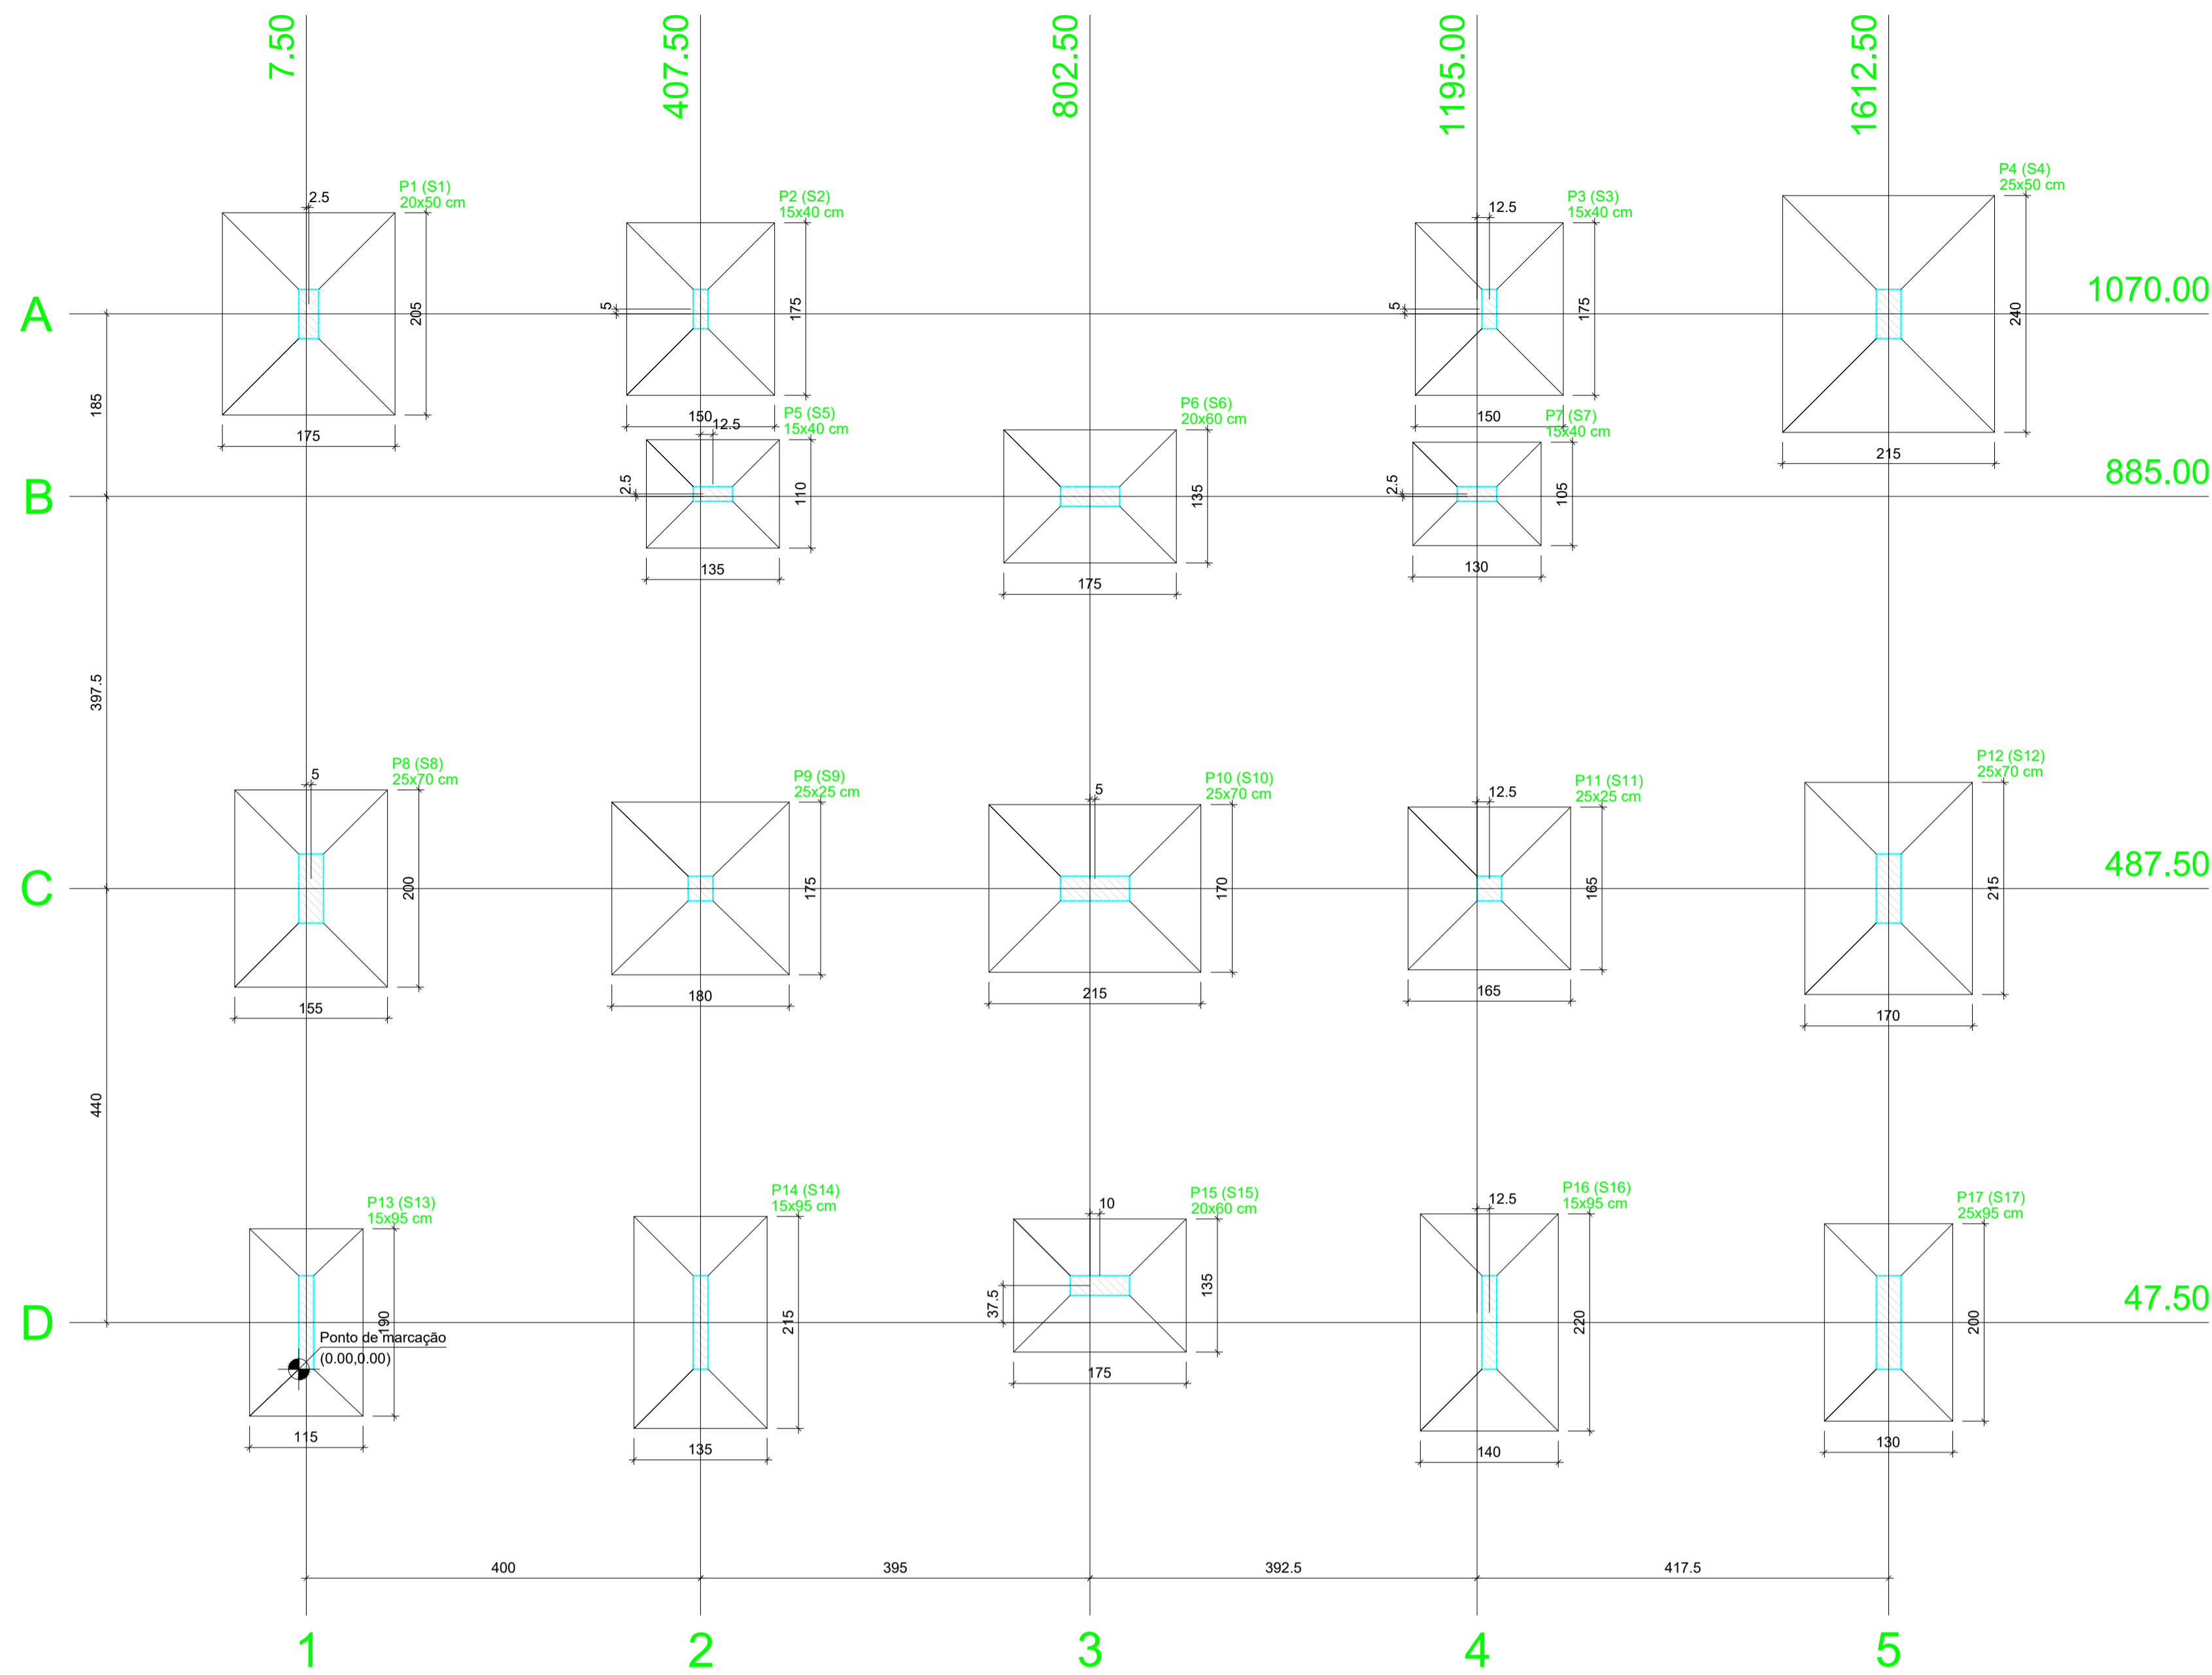 7.50
407.50
802.50
1195.00
1612.50
P1 (S1)
20x50 cm
2.5
205
175
P2 (S2)
15x40 cm
5
175
150
P3 (S3)
15x40 cm
12.5
5
175
150
P4 (S4)
25x50 cm
240
215
A
1070.00
185
P5 (S5)
15x40 cm
12.5
2.5
110
135
P6 (S6)
20x60 cm
135
175
P7 (S7)
15x40 cm
2.5
105
130
B
885.00
397.5
P8 (S8)
25x70 cm
5
200
155
P9 (S9)
25x25 cm
175
180
P10 (S10)
25x70 cm
5
170
215
P11 (S11)
25x25 cm
12.5
165
165
P12 (S12)
25x70 cm
215
170
C
487.50
440
P13 (S13)
15x95 cm
190
Ponto de marcação
(0.00,0.00)
115
P14 (S14)
15x95 cm
215
135
P15 (S15)
20x60 cm
10
37.5
135
175
P16 (S16)
15x95 cm
12.5
220
140
P17 (S17)
25x95 cm
200
130
D
47.50
400
395
392.5
417.5
1
2
3
4
5